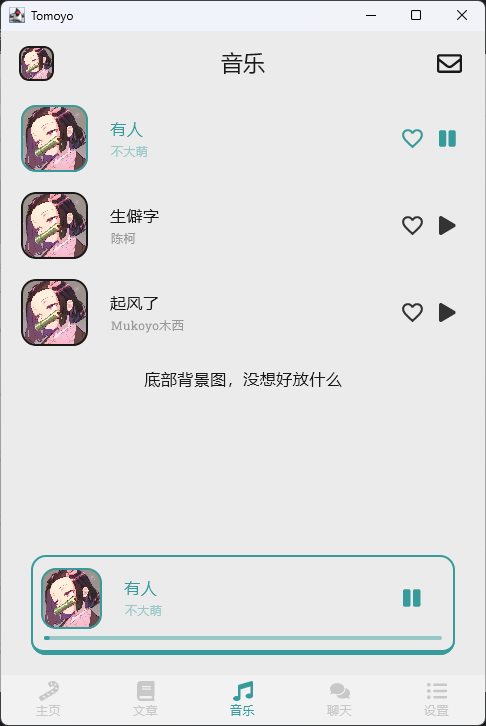 Tomoyo
音乐
有人
不大萌
生僻字
陈柯
起风了
Mukoyo木西
底部背景图，没想好放什么
有人
不大萌
主页
文章
音乐
聊天
设置